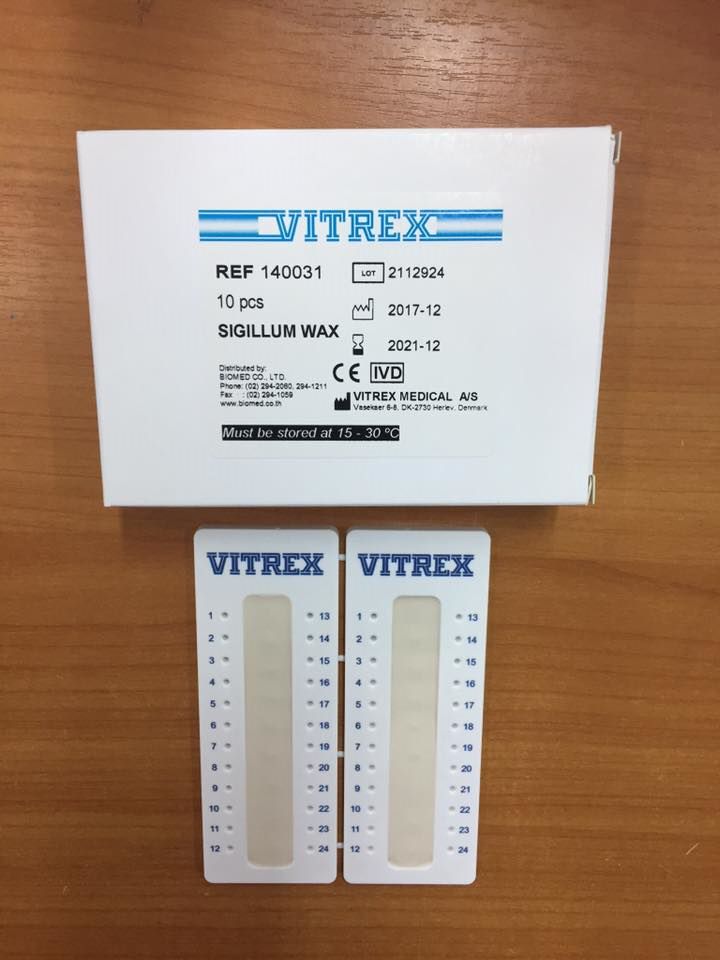 VITREX
REF 140031 LOT 2112924
10 pcs 2017-12
SIGILLUM WAX 2021-12
Distributed by:
BIOMED CO., LTD.
Phone: (02) 294-2060, 294-1211
Fax : (02) 294-1059
www.biomed.co.th
CE IVD
VITREX MEDICAL A/S
Vasekaer 6-8, DK-2730 Herlev, Denmark
Must be stored at 15 - 30 ºC
VITREX VITREX
1 13 1 13
2 14 2 14
3 15 3 15
4 16 4 16
5 17 5 17
6 18 6 18
7 19 7 19
8 20 8 20
9 21 9 21
10 22 10 22
11 23 11 23
12 24 12 24